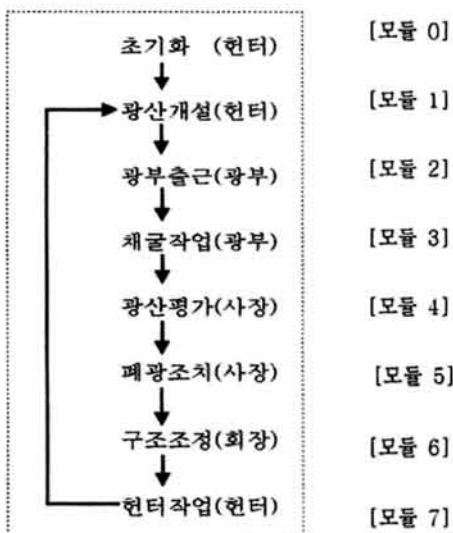 초기화 (헌터) [모듈 0]
광산개설(헌터) [모듈 1]
광부출근(광부) [모듈 2]
채굴작업(광부) [모듈 3]
광산평가(사장) [모듈 4]
폐광조치(사장) [모듈 5]
구조조정(회장) [모듈 6]
헌터작업(헌터) [모듈 7]